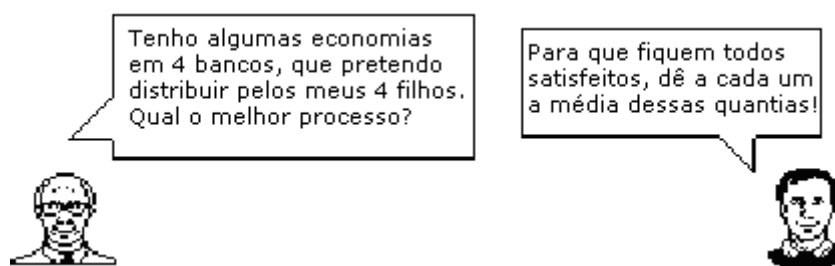 Tenho algumas economias
em 4 bancos, que pretendo
distribuir pelos meus 4 filhos.
Qual o melhor processo?
Para que fiquem todos
satisfeitos, dê a cada um
a média dessas quantias!